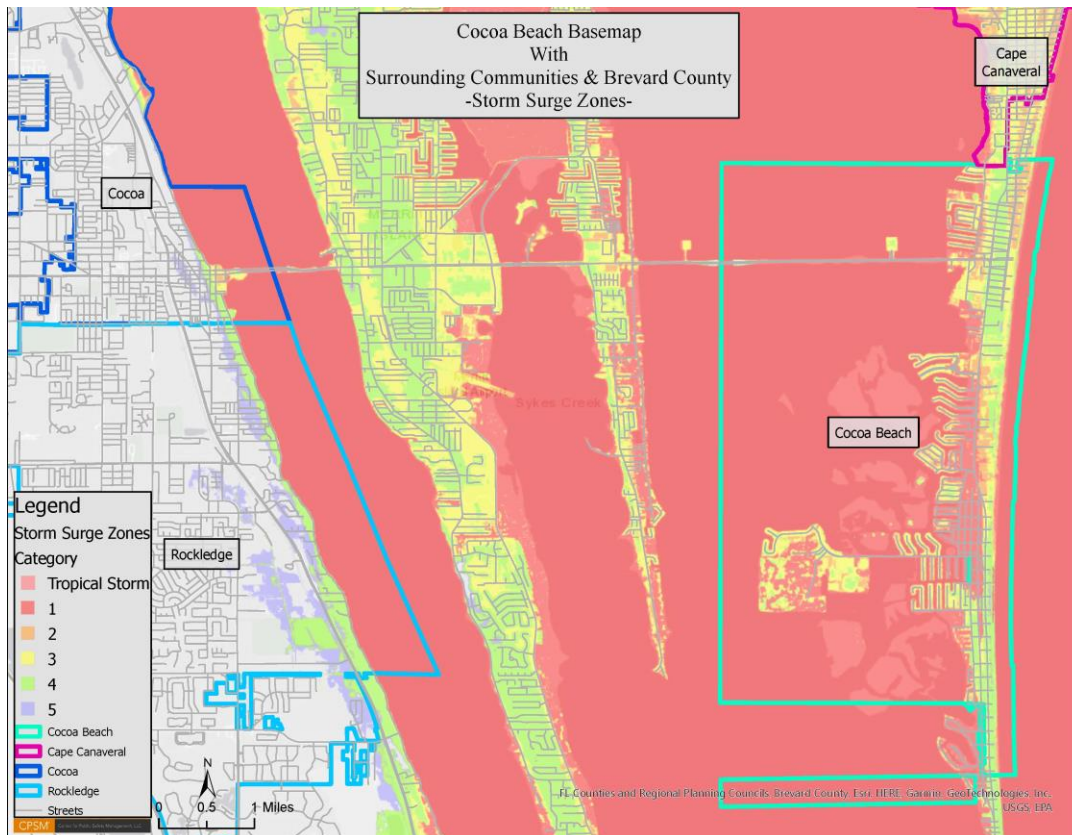 Cocoa Beach Basemap
With
Surrounding Communities & Brevard County
-Storm Surge Zones-
Cape
Canaveral
Cocoa
Sykes Creek
Cocoa Beach
Rockledge
Legend
Storm Surge Zones
Category
Tropical Storm
1
2
3
4
5
Cocoa Beach
Cape Canaveral
Cocoa
Rockledge
Streets
N
0 0.5 1 Miles
FL Counties and Regional Planning Councils, Brevard County, Esri, HERE, Garmin, GeoTechnologies, Inc.
USGS, EPA
CPSM